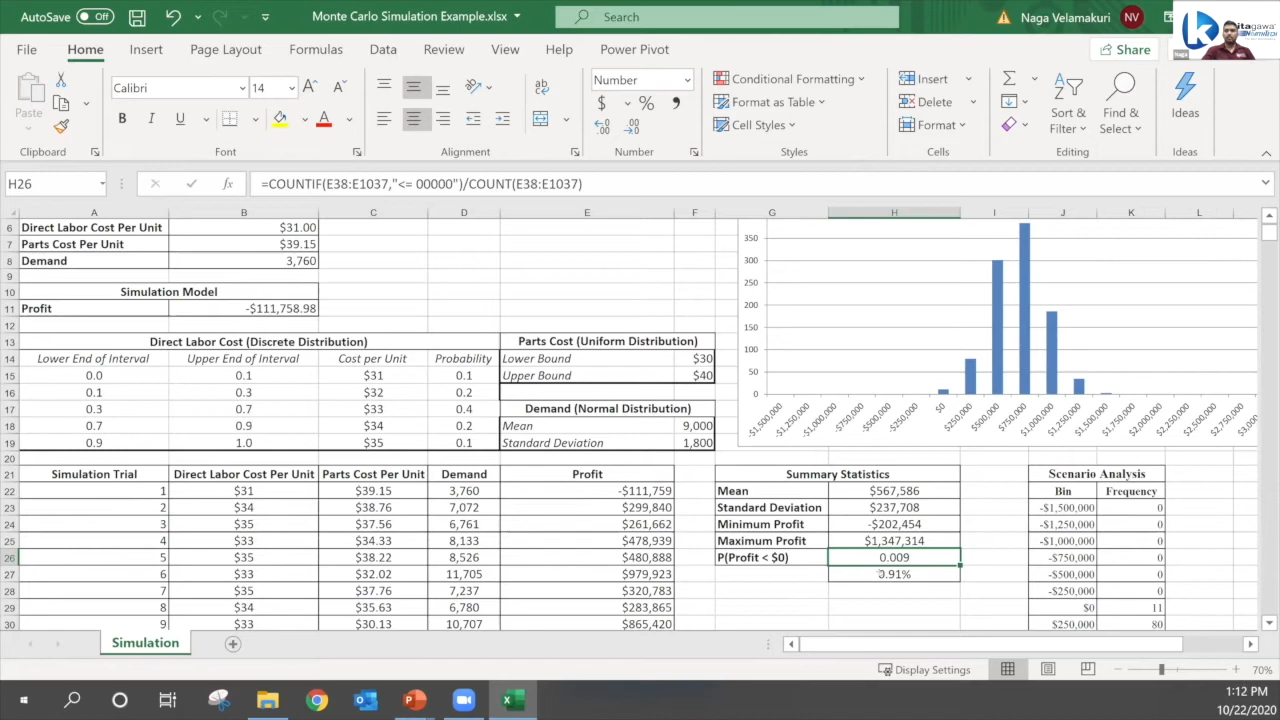 AutoSave Off Monte Carlo Simulation Example.xlsx Search Naga Velamakuri NV
File Home Insert Page Layout Formulas Data Review View Help Power Pivot Share
Naga
Paste Calibri 14 Number Conditional Formatting Format as Table Cell Styles Insert Delete Format Sort & Filter Find & Select Ideas
Clipboard Font Alignment Number Styles Cells Editing Ideas
H26 fx =COUNTIF(E38:E1037,"<= 00000")/COUNT(E38:E1037)
A B C D E F G H I J K L
6 Direct Labor Cost Per Unit $31.00
7 Parts Cost Per Unit $39.15
8 Demand 3,760
9
10 Simulation Model
11 Profit -$111,758.98
12
13 Direct Labor Cost (Discrete Distribution) Parts Cost (Uniform Distribution)
14 Lower End of Interval Upper End of Interval Cost per Unit Probability Lower Bound $30
15 0.0 0.1 $31 0.1 Upper Bound $40
16 0.1 0.3 $32 0.2
17 0.3 0.7 $33 0.4 Demand (Normal Distribution)
18 0.7 0.9 $34 0.2 Mean 9,000
19 0.9 1.0 $35 0.1 Standard Deviation 1,800
350
300
250
200
150
100
50
0
-$1,500,000 -$1,250,000 -$1,000,000 -$750,000 -$500,000 -$250,000 $0 $250,000 $500,000 $750,000 $1,000,000 $1,250,000 $1,500,000 $1,750,000 $2,000,000 $2,250,000 $2,500,000 $2,750,000
20
21 Simulation Trial Direct Labor Cost Per Unit Parts Cost Per Unit Demand Profit Summary Statistics Scenario Analysis
22 1 $31 $39.15 3,760 -$111,759 Mean $567,586 Bin Frequency
23 2 $34 $38.76 7,072 $299,840 Standard Deviation $237,708 -$1,500,000 0
24 3 $35 $37.56 6,761 $261,662 Minimum Profit -$202,454 -$1,250,000 0
25 4 $33 $34.33 8,133 $478,939 Maximum Profit $1,347,314 -$1,000,000 0
26 5 $35 $38.22 8,526 $480,888 P(Profit < $0) 0.009 -$750,000 0
27 6 $33 $32.02 11,705 $979,923 0.91% -$500,000 0
28 7 $35 $37.76 7,237 $320,783 -$250,000 0
29 8 $34 $35.63 6,780 $283,865 $0 11
30 9 $33 $30.13 10,707 $865,420 $250,000 80
Simulation
Display Settings 70%
1:12 PM
10/22/2020